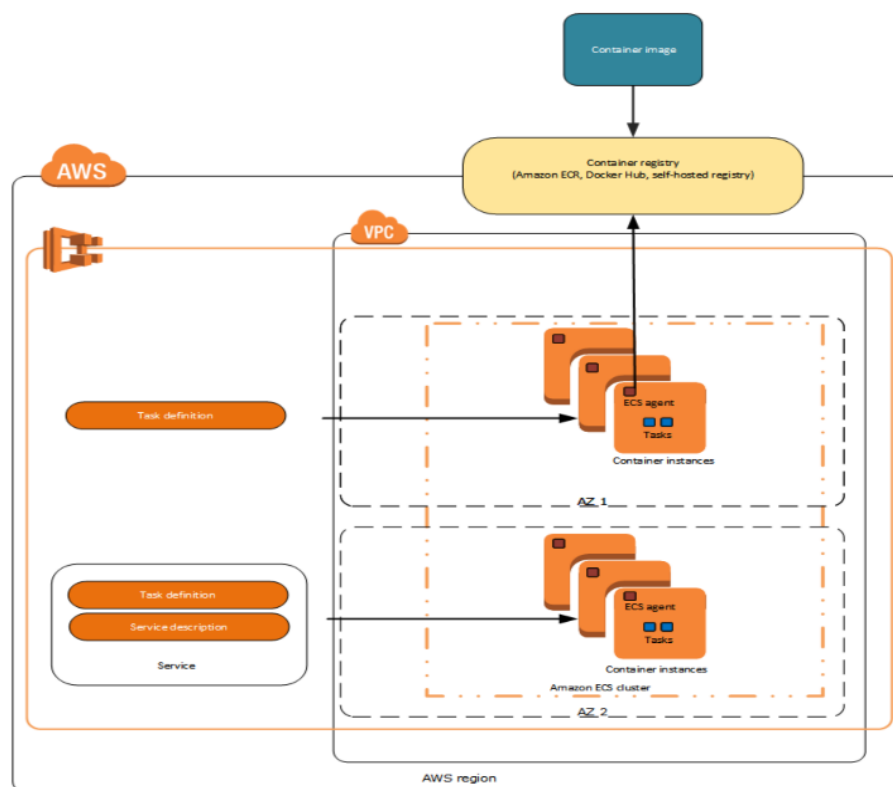 Container image
Container registry
(Amazon ECR, Docker Hub, self-hosted registry)
AWS
VPC
Task definition
ECS agent
Tasks
Container instances
AZ 1
Task definition
Service description
Service
ECS agent
Tasks
Container instances
Amazon ECS cluster
AZ 2
AWS region